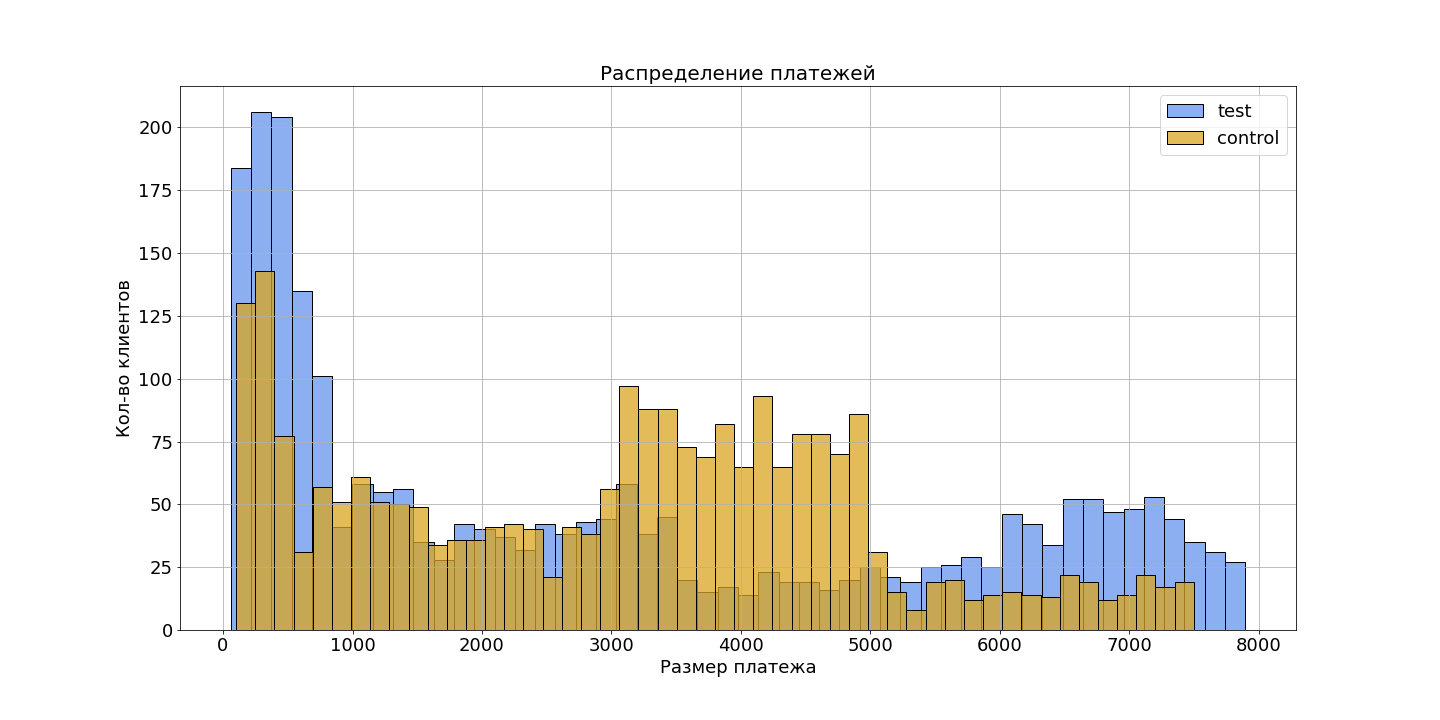 Распределение платежей
test
control
Кол-во клиентов
200
175
150
125
100
75
50
25
0
0 1000 2000 3000 4000 5000 6000 7000 8000
Размер платежа